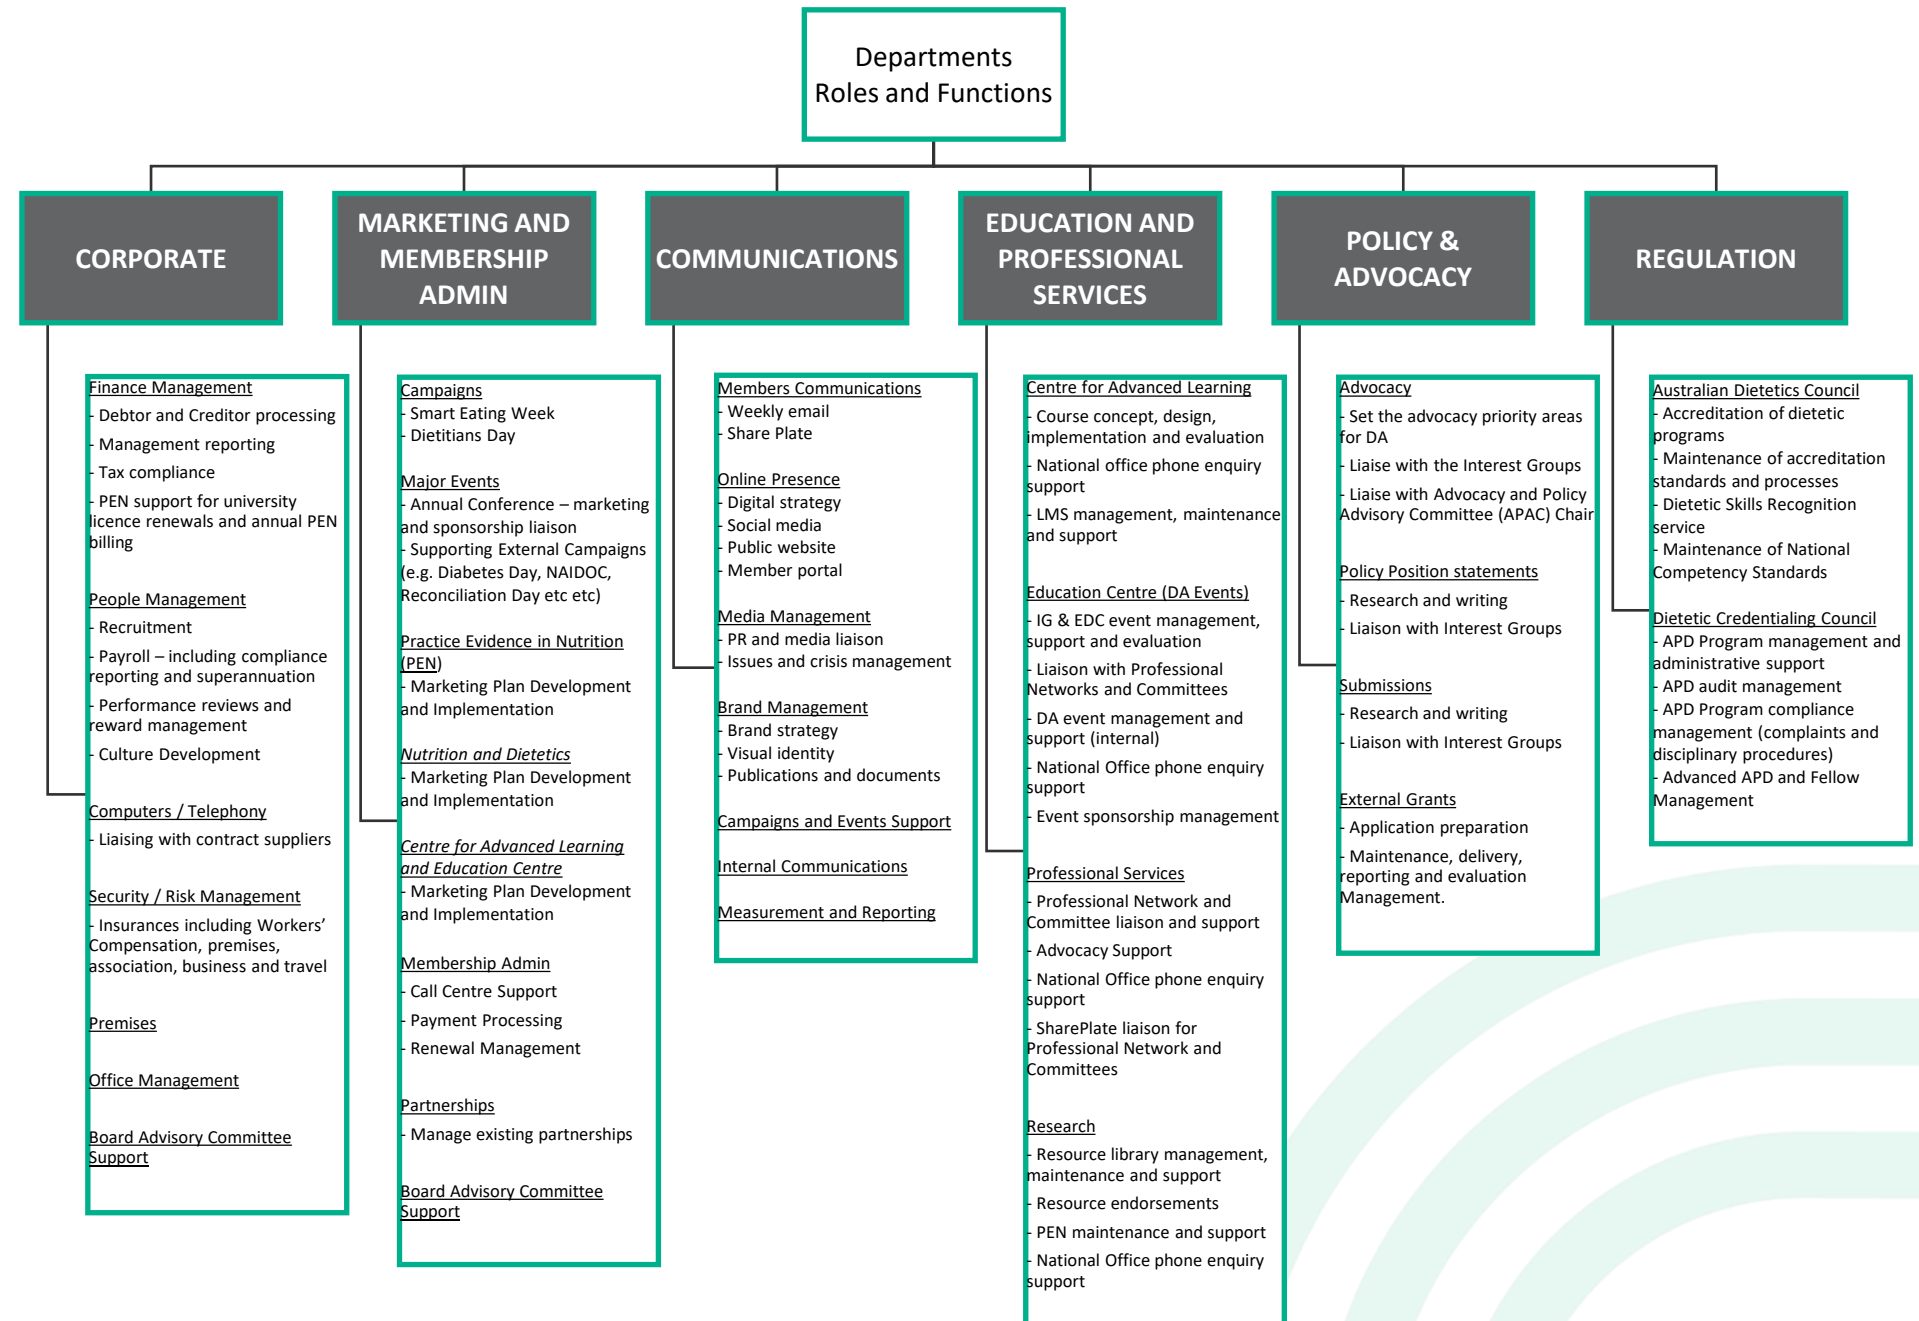 Departments
Roles and Functions
CORPORATE
MARKETING AND
MEMBERSHIP
ADMIN
COMMUNICATIONS
EDUCATION AND
PROFESSIONAL
SERVICES
POLICY &
ADVOCACY
REGULATION
Finance Management
- Debtor and Creditor processing
- Management reporting
- Tax compliance
- PEN support for university
licence renewals and annual PEN
billing
People Management
- Recruitment
- Payroll – including compliance
reporting and superannuation
- Performance reviews and
reward management
- Culture Development
Computers / Telephony
- Liaising with contract suppliers
Security / Risk Management
- Insurances including Workers’
Compensation, premises,
association, business and travel
Premises
Office Management
Board Advisory Committee
Support
Campaigns
- Smart Eating Week
- Dietitians Day
Major Events
- Annual Conference – marketing
and sponsorship liaison
- Supporting External Campaigns
(e.g. Diabetes Day, NAIDOC,
Reconciliation Day etc etc)
Practice Evidence in Nutrition
(PEN)
- Marketing Plan Development
and Implementation
Nutrition and Dietetics
- Marketing Plan Development
and Implementation
Centre for Advanced Learning
and Education Centre
- Marketing Plan Development
and Implementation
Membership Admin
- Call Centre Support
- Payment Processing
- Renewal Management
Partnerships
- Manage existing partnerships
Board Advisory Committee
Support
Members Communications
- Weekly email
- Share Plate
Online Presence
- Digital strategy
- Social media
- Public website
- Member portal
Media Management
- PR and media liaison
- Issues and crisis management
Brand Management
- Brand strategy
- Visual identity
- Publications and documents
Campaigns and Events Support
Internal Communications
Measurement and Reporting
Centre for Advanced Learning
- Course concept, design,
implementation and evaluation
- National office phone enquiry
support
- LMS management, maintenance
and support
Education Centre (DA Events)
- IG & EDC event management,
support and evaluation
- Liaison with Professional
Networks and Committees
- DA event management and
support (internal)
- National Office phone enquiry
support
- Event sponsorship management
Professional Services
- Professional Network and
Committee liaison and support
- Advocacy Support
- National Office phone enquiry
support
- SharePlate liaison for
Professional Network and
Committees
Research
- Resource library management,
maintenance and support
- Resource endorsements
- PEN maintenance and support
- National Office phone enquiry
support
Advocacy
- Set the advocacy priority areas
for DA
- Liaise with the Interest Groups
- Liaise with Advocacy and Policy
Advisory Committee (APAC) Chair
Policy Position statements
- Research and writing
- Liaison with Interest Groups
Submissions
- Research and writing
- Liaison with Interest Groups
External Grants
- Application preparation
- Maintenance, delivery,
reporting and evaluation
Management.
Australian Dietetics Council
- Accreditation of dietetic
programs
- Maintenance of accreditation
standards and processes
- Dietetic Skills Recognition
service
- Maintenance of National
Competency Standards
Dietetic Credentialing Council
- APD Program management and
administrative support
- APD audit management
- APD Program compliance
management (complaints and
disciplinary procedures)
- Advanced APD and Fellow
Management